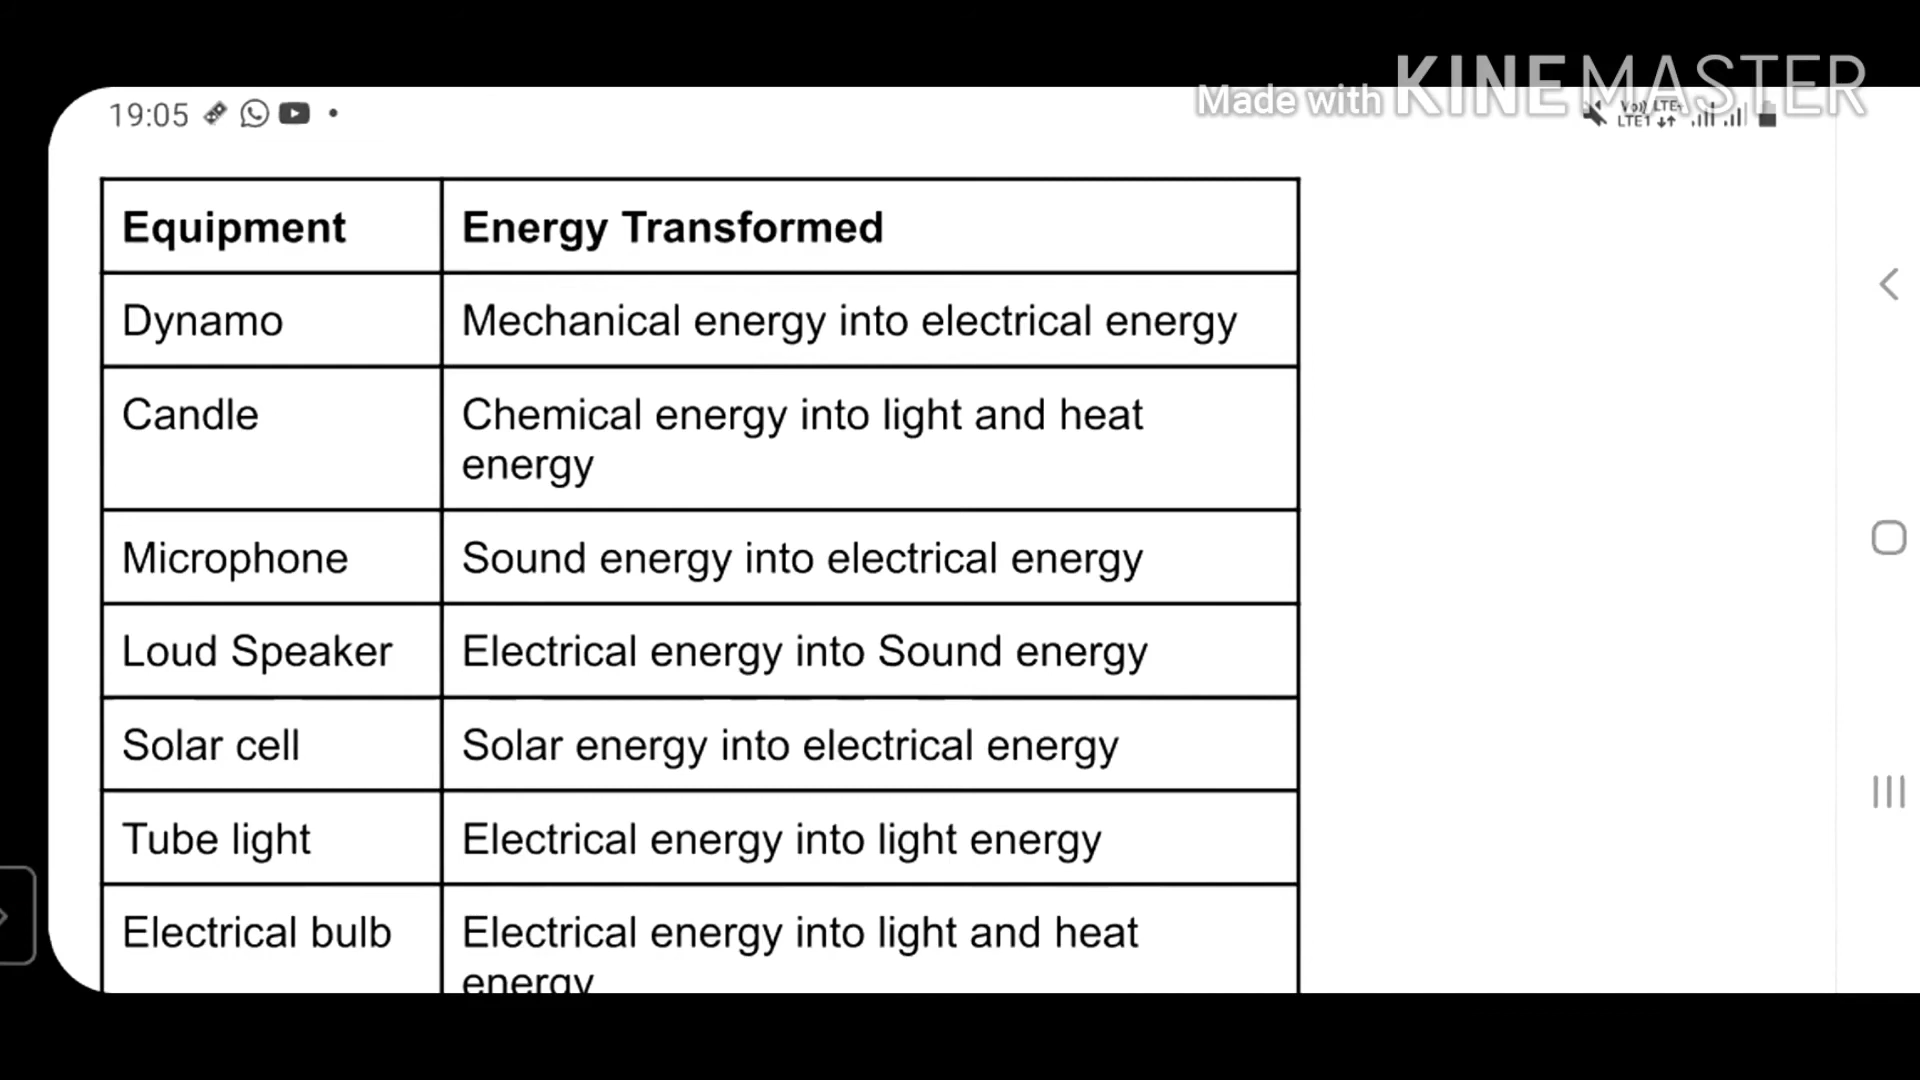 Made with KINEMASTER
19:05
Vo)) LTE+
LTE1
Equipment Energy Transformed
Dynamo Mechanical energy into electrical energy
Candle Chemical energy into light and heat
energy
Microphone Sound energy into electrical energy
Loud Speaker Electrical energy into Sound energy
Solar cell Solar energy into electrical energy
Tube light Electrical energy into light energy
Electrical bulb Electrical energy into light and heat
energy